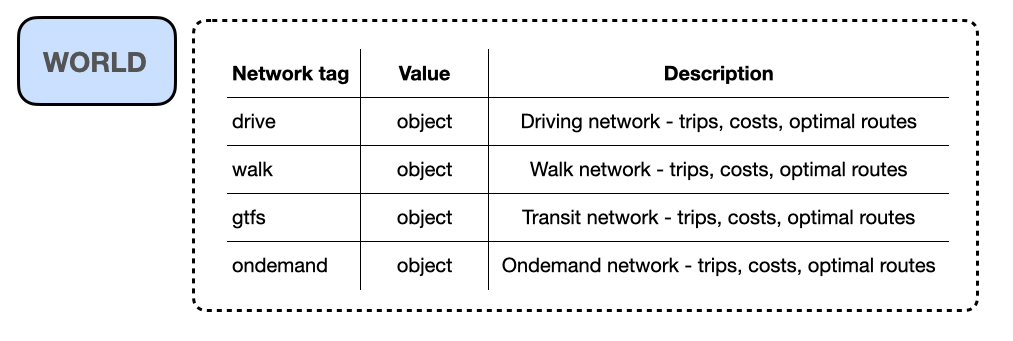 WORLD
Network tag Value Description
drive object Driving network - trips, costs, optimal routes
walk object Walk network - trips, costs, optimal routes
gtfs object Transit network - trips, costs, optimal routes
ondemand object Ondemand network - trips, costs, optimal routes